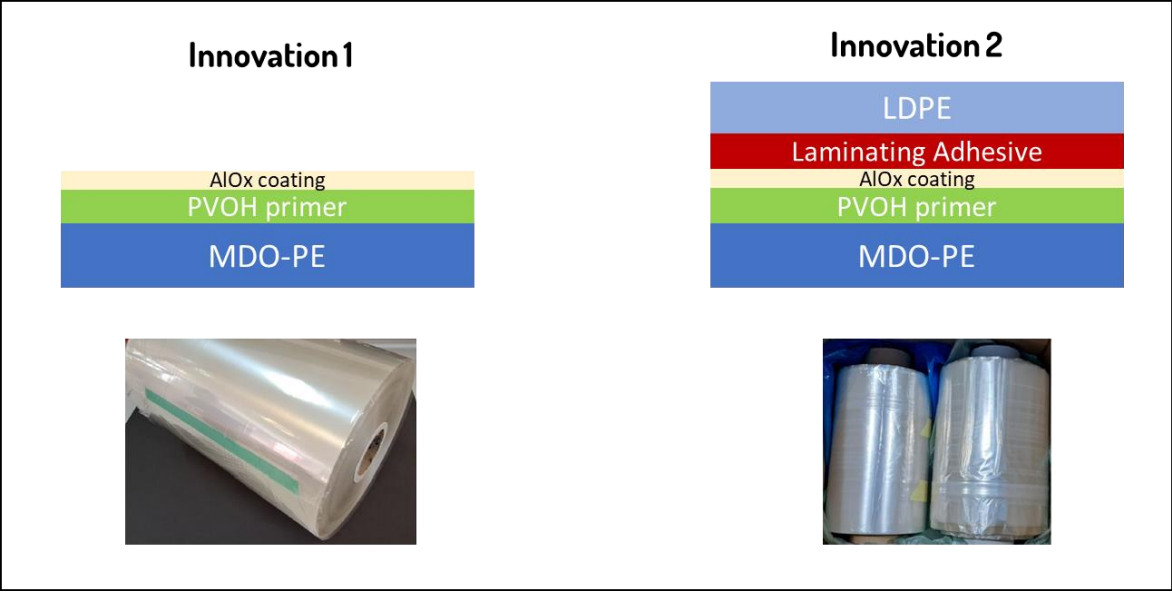 Innovation 1
AlOx coating
PVOH primer
MDO-PE
Innovation 2
LDPE
Laminating Adhesive
AlOx coating
PVOH primer
MDO-PE